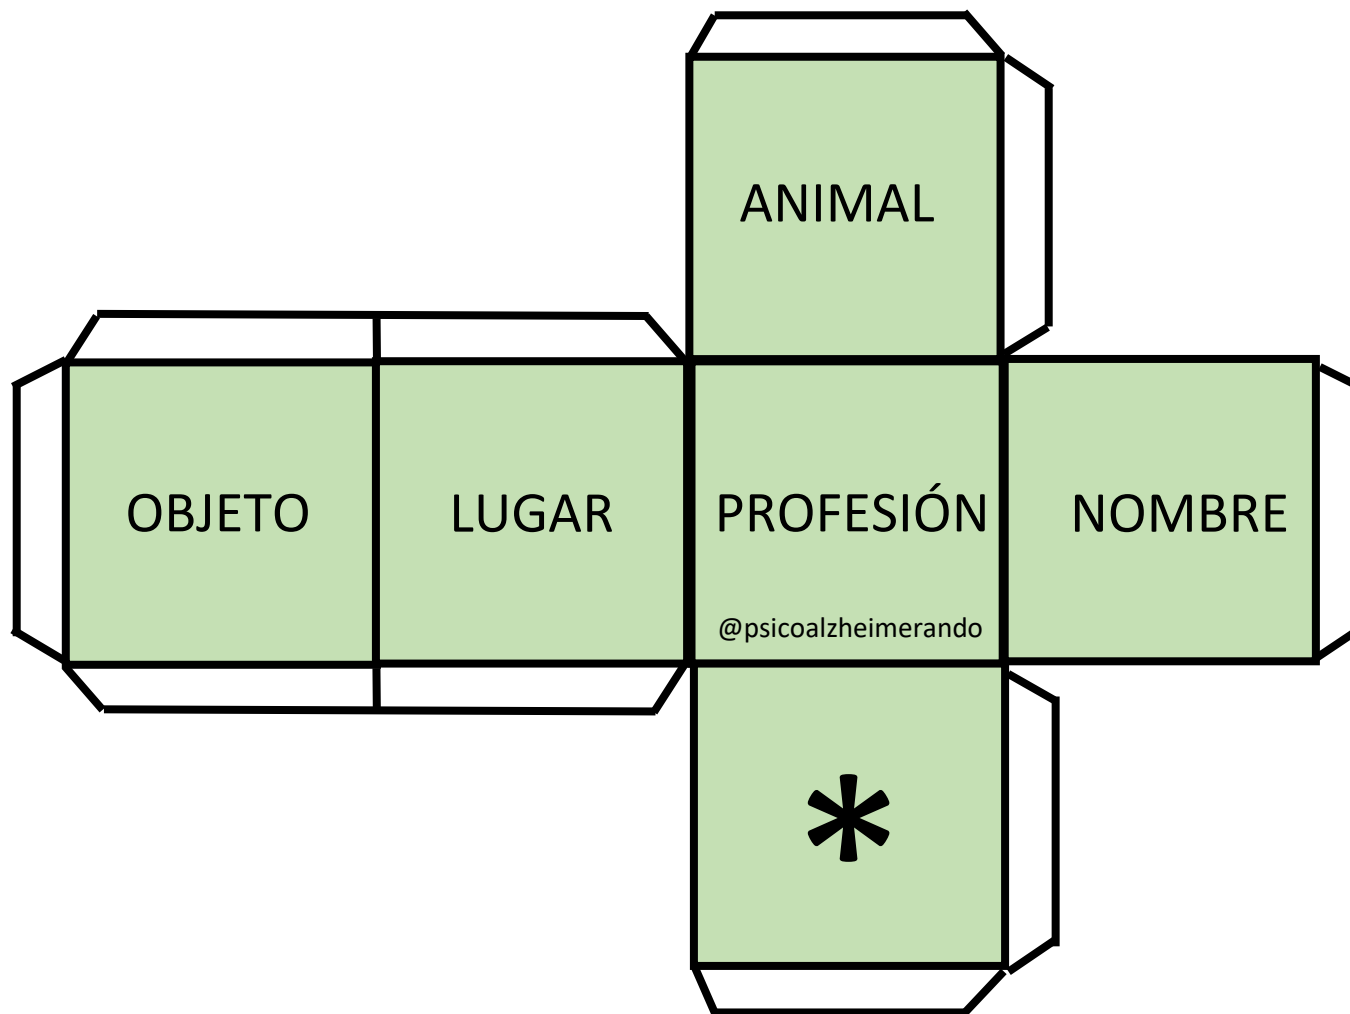 ANIMAL
OBJETO
LUGAR
PROFESIÓN
NOMBRE
@psicoalzheimerando
*